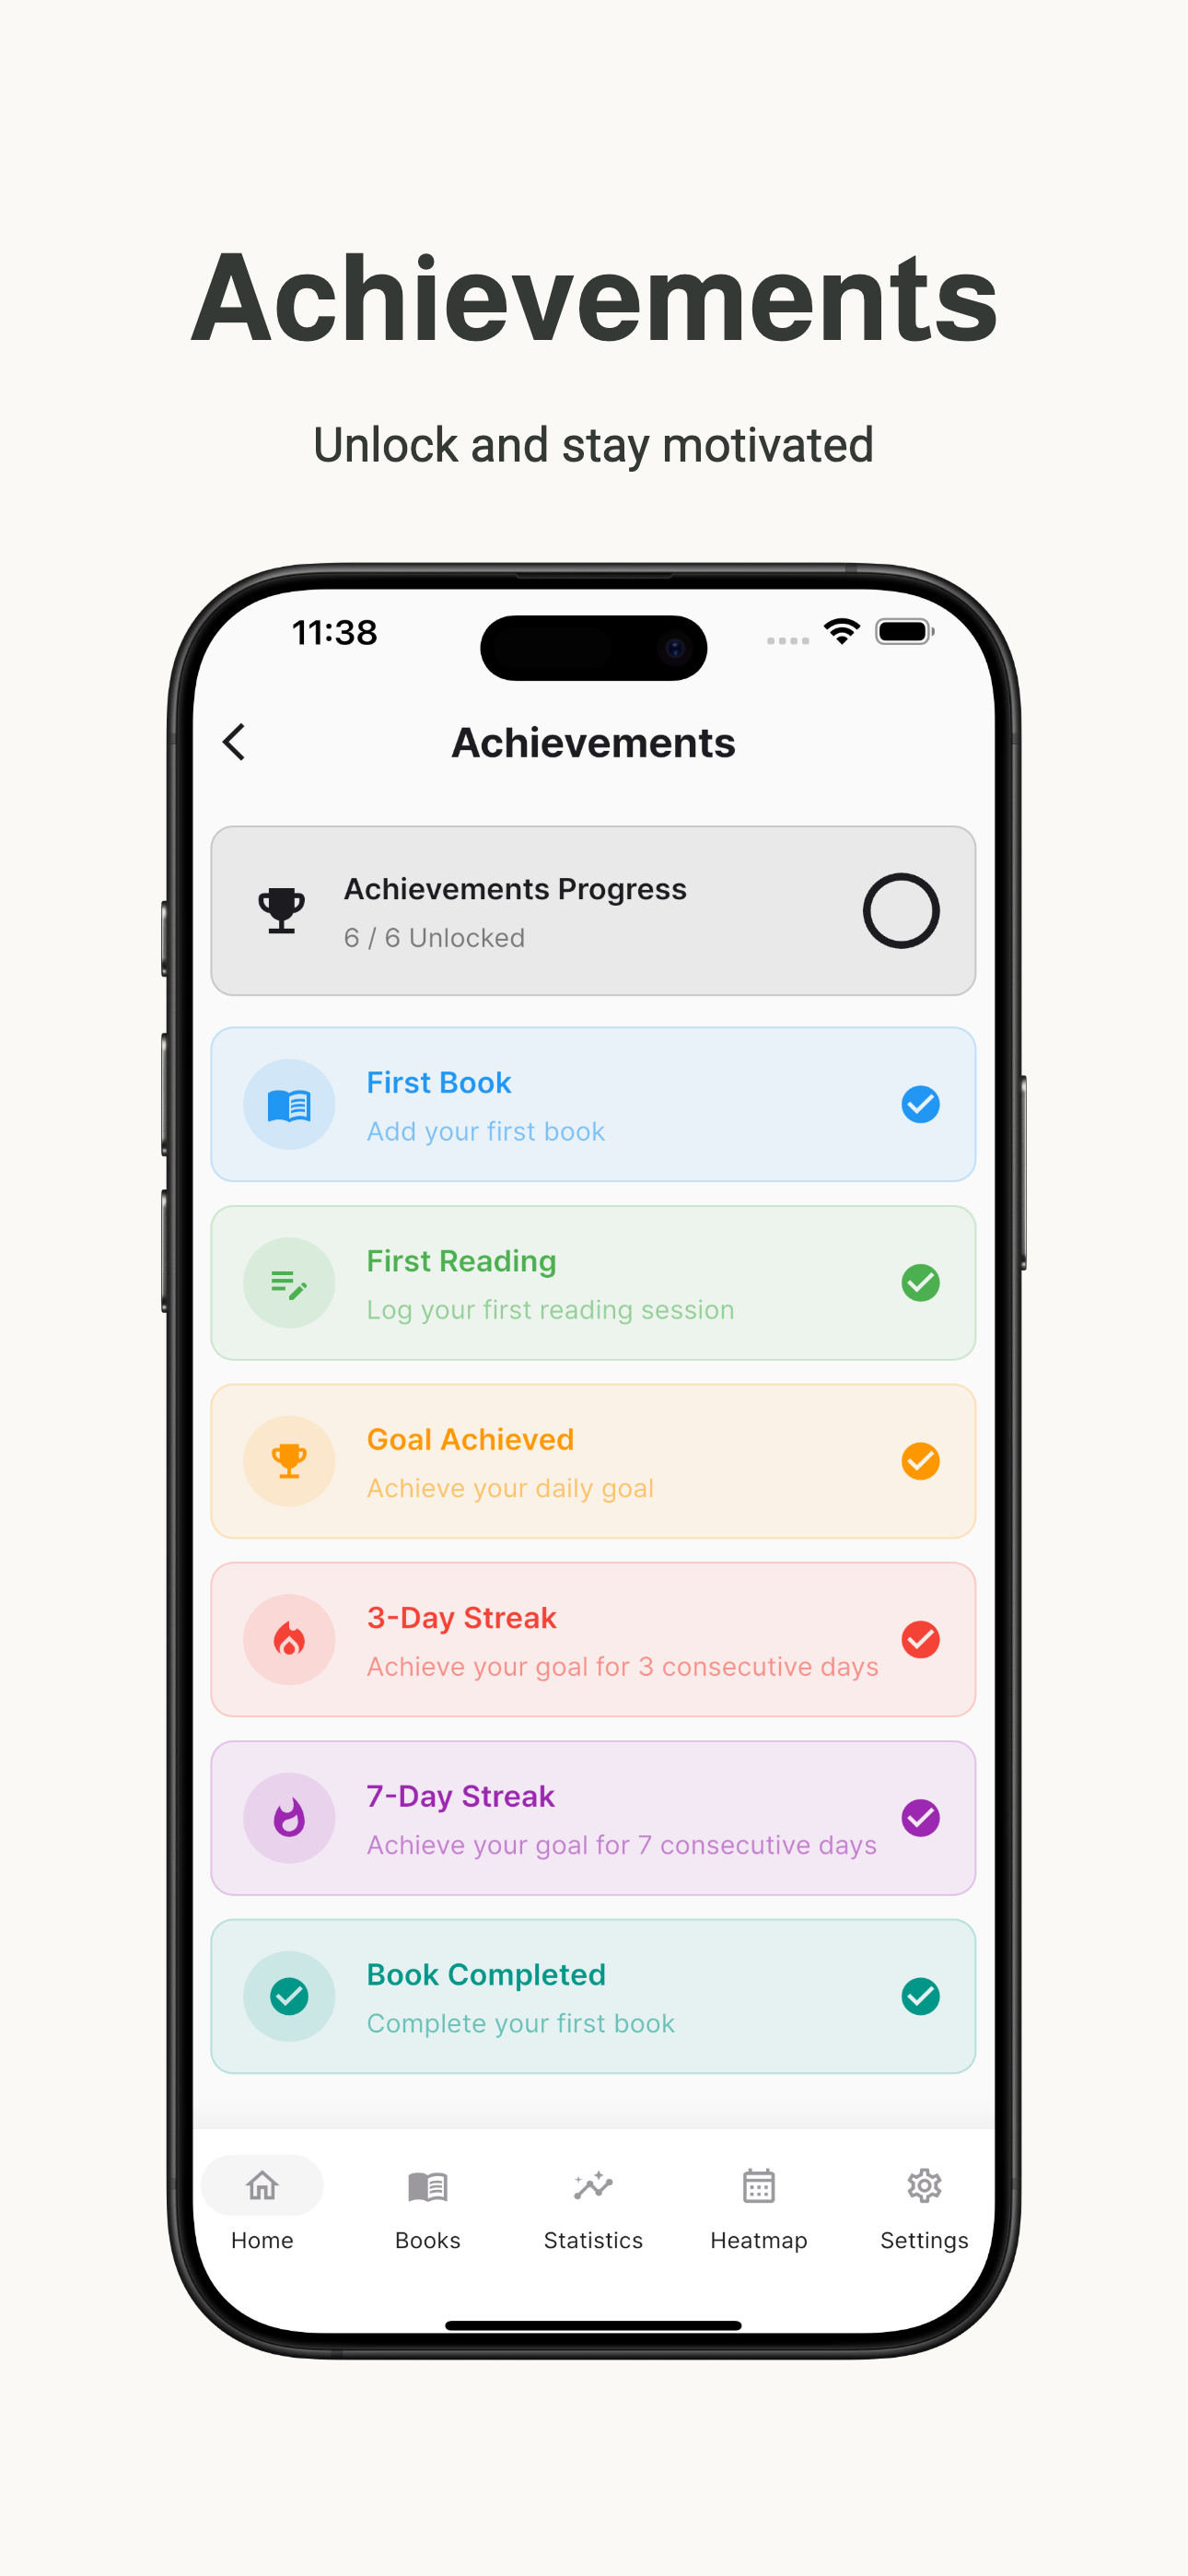 Achievements
Unlock and stay motivated
11:38
Achievements
Achievements Progress
6 / 6 Unlocked
First Book
Add your first book
First Reading
Log your first reading session
Goal Achieved
Achieve your daily goal
3-Day Streak
Achieve your goal for 3 consecutive days
7-Day Streak
Achieve your goal for 7 consecutive days
Book Completed
Complete your first book
Home Books Statistics Heatmap Settings